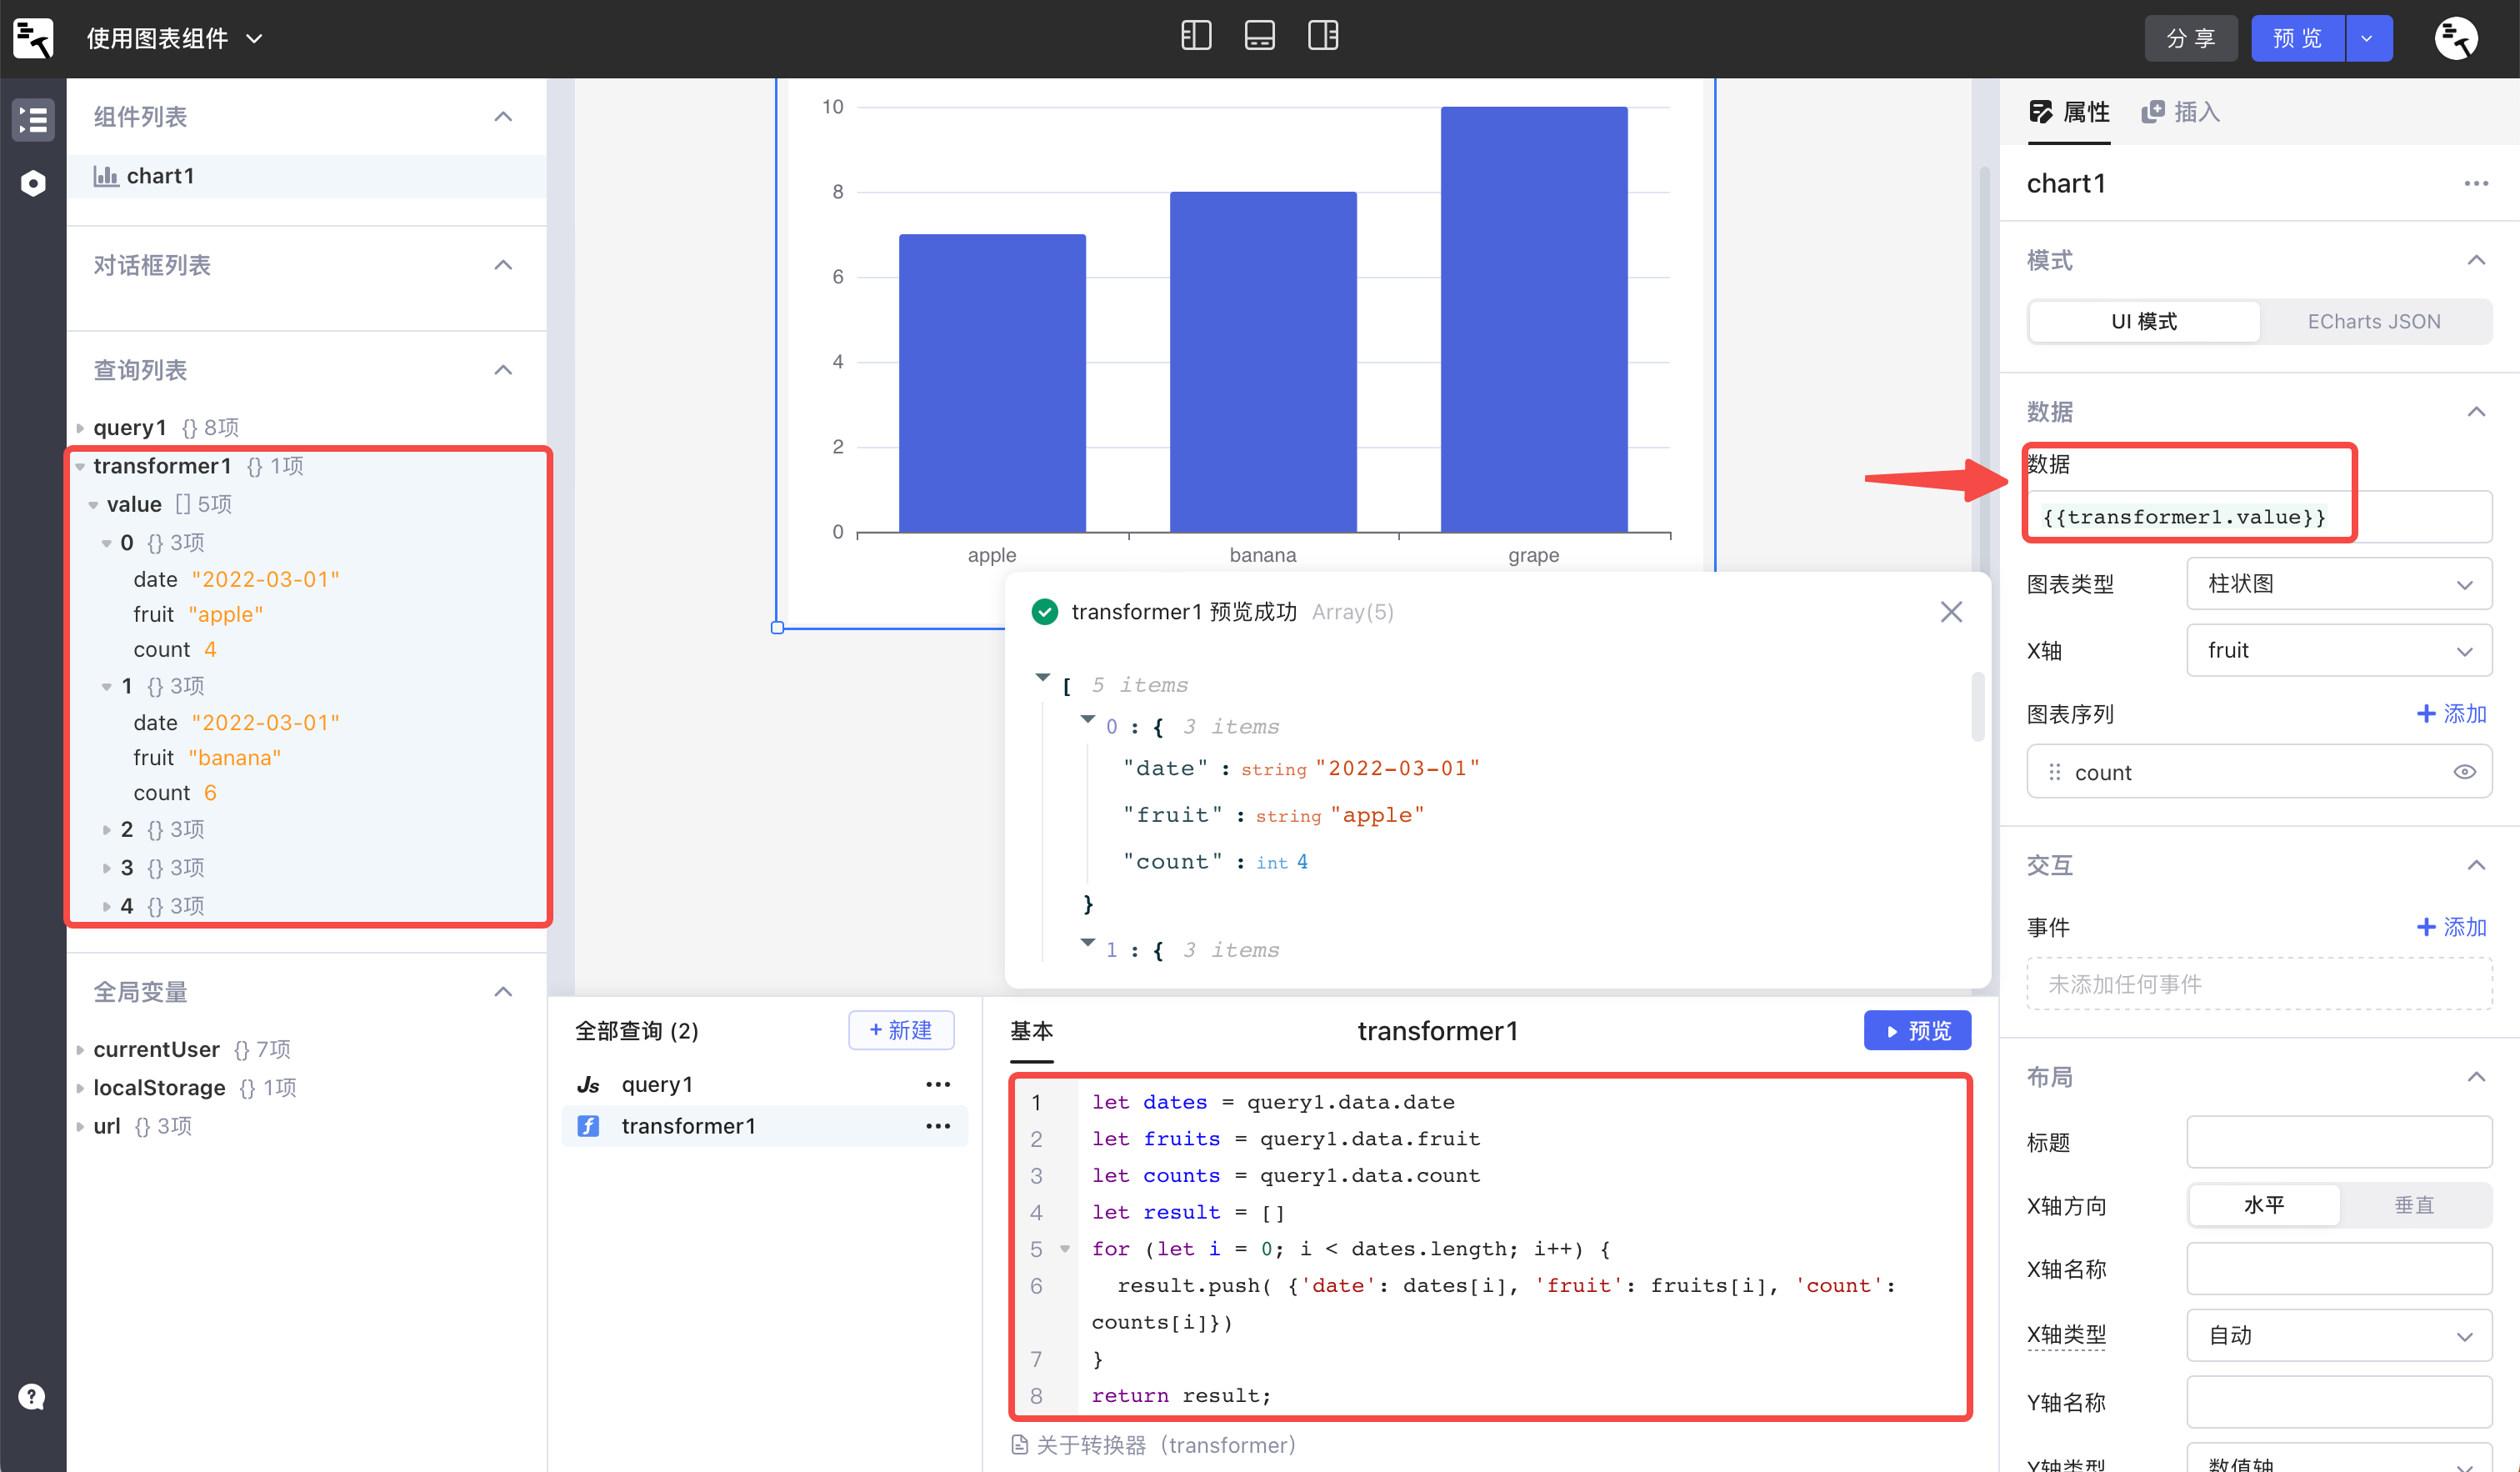 使用图表组件
分 享
预 览
组件列表
chart1
对话框列表
查询列表
query1 {} 8项
transformer1 {} 1项
value [] 5项
0 {} 3项
date "2022-03-01"
fruit "apple"
count 4
1 {} 3项
date "2022-03-01"
fruit "banana"
count 6
2 {} 3项
3 {} 3项
4 {} 3项
全局变量
currentUser {} 7项
localStorage {} 1项
url {} 3项
10
8
6
4
2
0
apple banana grape
transformer1 预览成功 Array(5)
[ 5 items
0 : { 3 items
"date" : string "2022-03-01"
"fruit" : string "apple"
"count" : int 4
}
1 : { 3 items
全部查询 (2)
+ 新建
Js query1
f transformer1
基本
transformer1
预览
1 let dates = query1.data.date
2 let fruits = query1.data.fruit
3 let counts = query1.data.count
4 let result = []
5 for (let i = 0; i < dates.length; i++) {
6 result.push( {'date': dates[i], 'fruit': fruits[i], 'count':
counts[i]})
7 }
8 return result;
关于转换器（transformer）
属性 插入
chart1
模式
UI 模式 ECharts JSON
数据
数据
{{transformer1.value}}
图表类型 柱状图
X轴 fruit
图表序列 + 添加
count
交互
事件 + 添加
未添加任何事件
布局
标题
X轴方向 水平 垂直
X轴名称
X轴类型 自动
Y轴名称
Y轴类型 数值轴